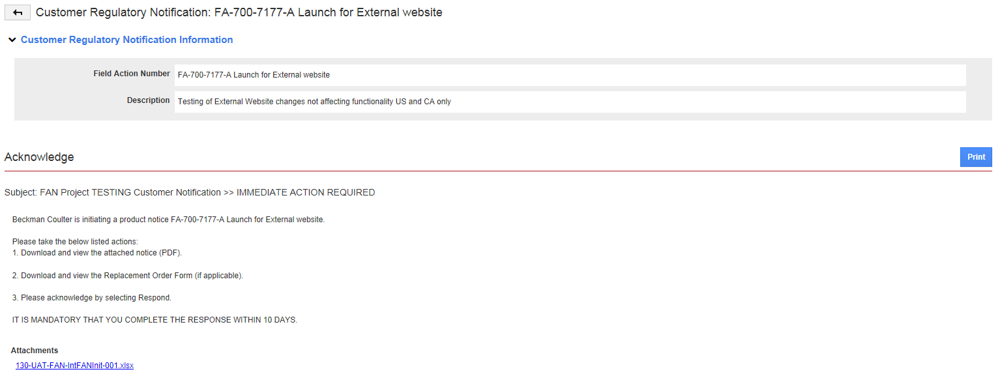 Customer Regulatory Notification: FA-700-7177-A Launch for External website
Customer Regulatory Notification Information
Field Action Number FA-700-7177-A Launch for External website
Description Testing of External Website changes not affecting functionality US and CA only
Acknowledge Print
Subject: FAN Project TESTING Customer Notification >> IMMEDIATE ACTION REQUIRED
Beckman Coulter is initiating a product notice FA-700-7177-A Launch for External website.
Please take the below listed actions:
1. Download and view the attached notice (PDF).
2. Download and view the Replacement Order Form (if applicable).
3. Please acknowledge by selecting Respond.
IT IS MANDATORY THAT YOU COMPLETE THE RESPONSE WITHIN 10 DAYS.
Attachments
130-UAT-FAN-IntFANInit-001.xlsx